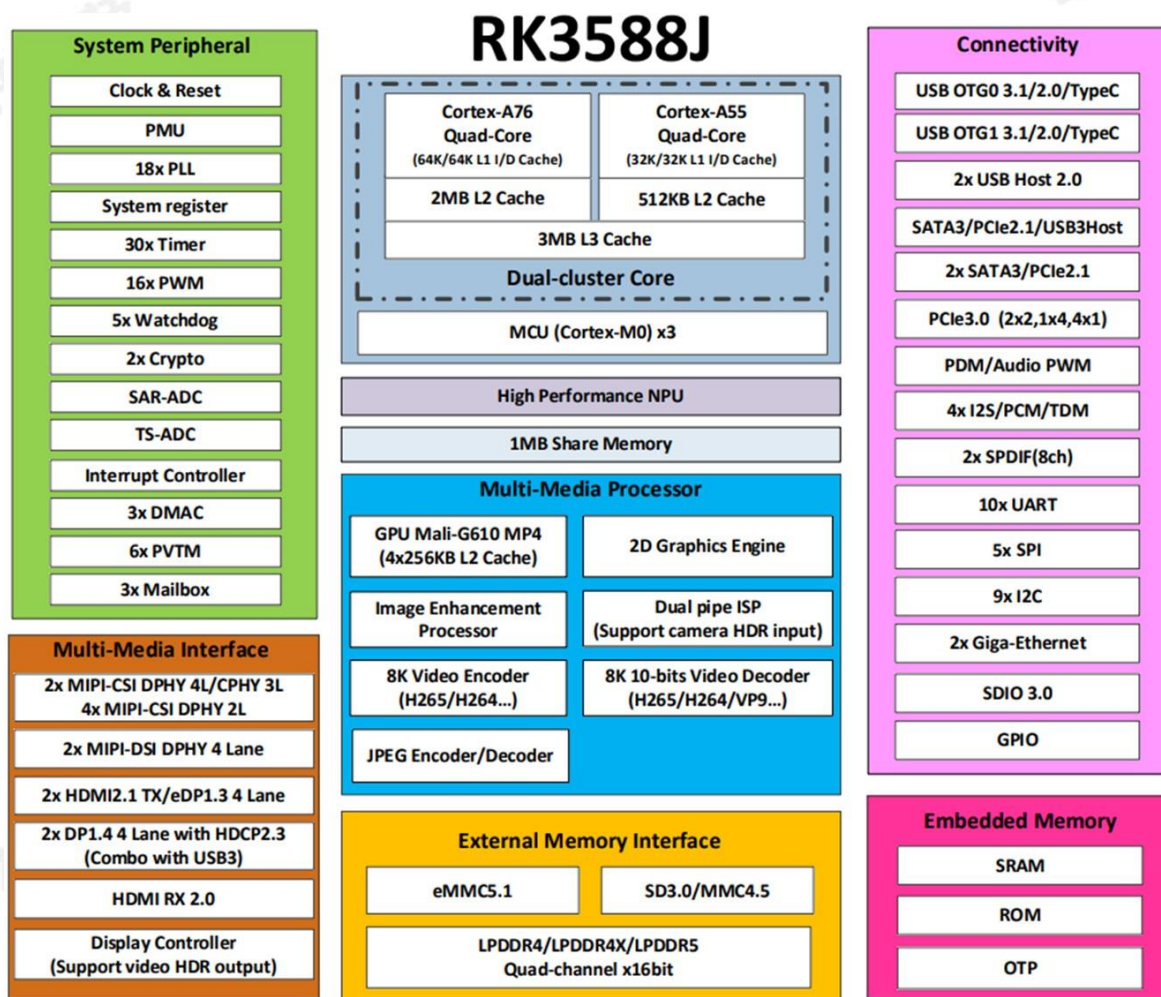 RK3588J
System Peripheral
Clock & Reset
PMU
18x PLL
System register
30x Timer
16x PWM
5x Watchdog
2x Crypto
SAR-ADC
TS-ADC
Interrupt Controller
3x DMAC
6x PVTM
3x Mailbox
Multi-Media Interface
2x MIPI-CSI DPHY 4L/CPHY 3L
4x MIPI-CSI DPHY 2L
2x MIPI-DSI DPHY 4 Lane
2x HDMI2.1 TX/eDP1.3 4 Lane
2x DP1.4 4 Lane with HDCP2.3
(Combo with USB3)
HDMI RX 2.0
Display Controller
(Support video HDR output)
Cortex-A76
Quad-Core
(64K/64K L1 I/D Cache)
2MB L2 Cache
Cortex-A55
Quad-Core
(32K/32K L1 I/D Cache)
512KB L2 Cache
3MB L3 Cache
Dual-cluster Core
MCU (Cortex-M0) x3
High Performance NPU
1MB Share Memory
Multi-Media Processor
GPU Mali-G610 MP4
(4x256KB L2 Cache)
2D Graphics Engine
Image Enhancement
Processor
Dual pipe ISP
(Support camera HDR input)
8K Video Encoder
(H265/H264...)
8K 10-bits Video Decoder
(H265/H264/VP9...)
JPEG Encoder/Decoder
External Memory Interface
eMMC5.1
SD3.0/MMC4.5
LPDDR4/LPDDR4X/LPDDR5
Quad-channel x16bit
Connectivity
USB OTG0 3.1/2.0/TypeC
USB OTG1 3.1/2.0/TypeC
2x USB Host 2.0
SATA3/PCIe2.1/USB3Host
2x SATA3/PCIe2.1
PCIe3.0 (2x2,1x4,4x1)
PDM/Audio PWM
4x I2S/PCM/TDM
2x SPDIF(8ch)
10x UART
5x SPI
9x I2C
2x Giga-Ethernet
SDIO 3.0
GPIO
Embedded Memory
SRAM
ROM
OTP